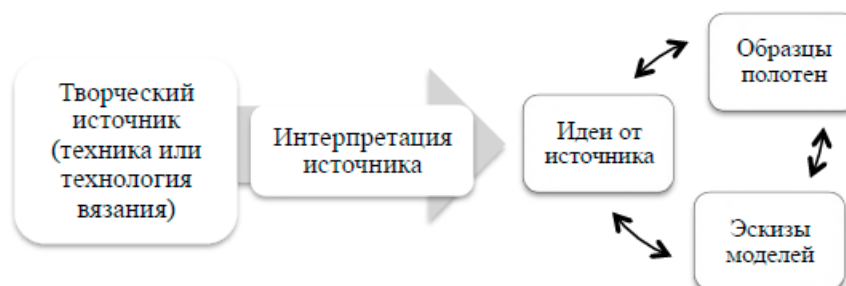 Творческий
источник
(техника или
технология
вязания)
Интерпретация
источника
Идеи от
источника
Образцы
полотен
Эскизы
моделей